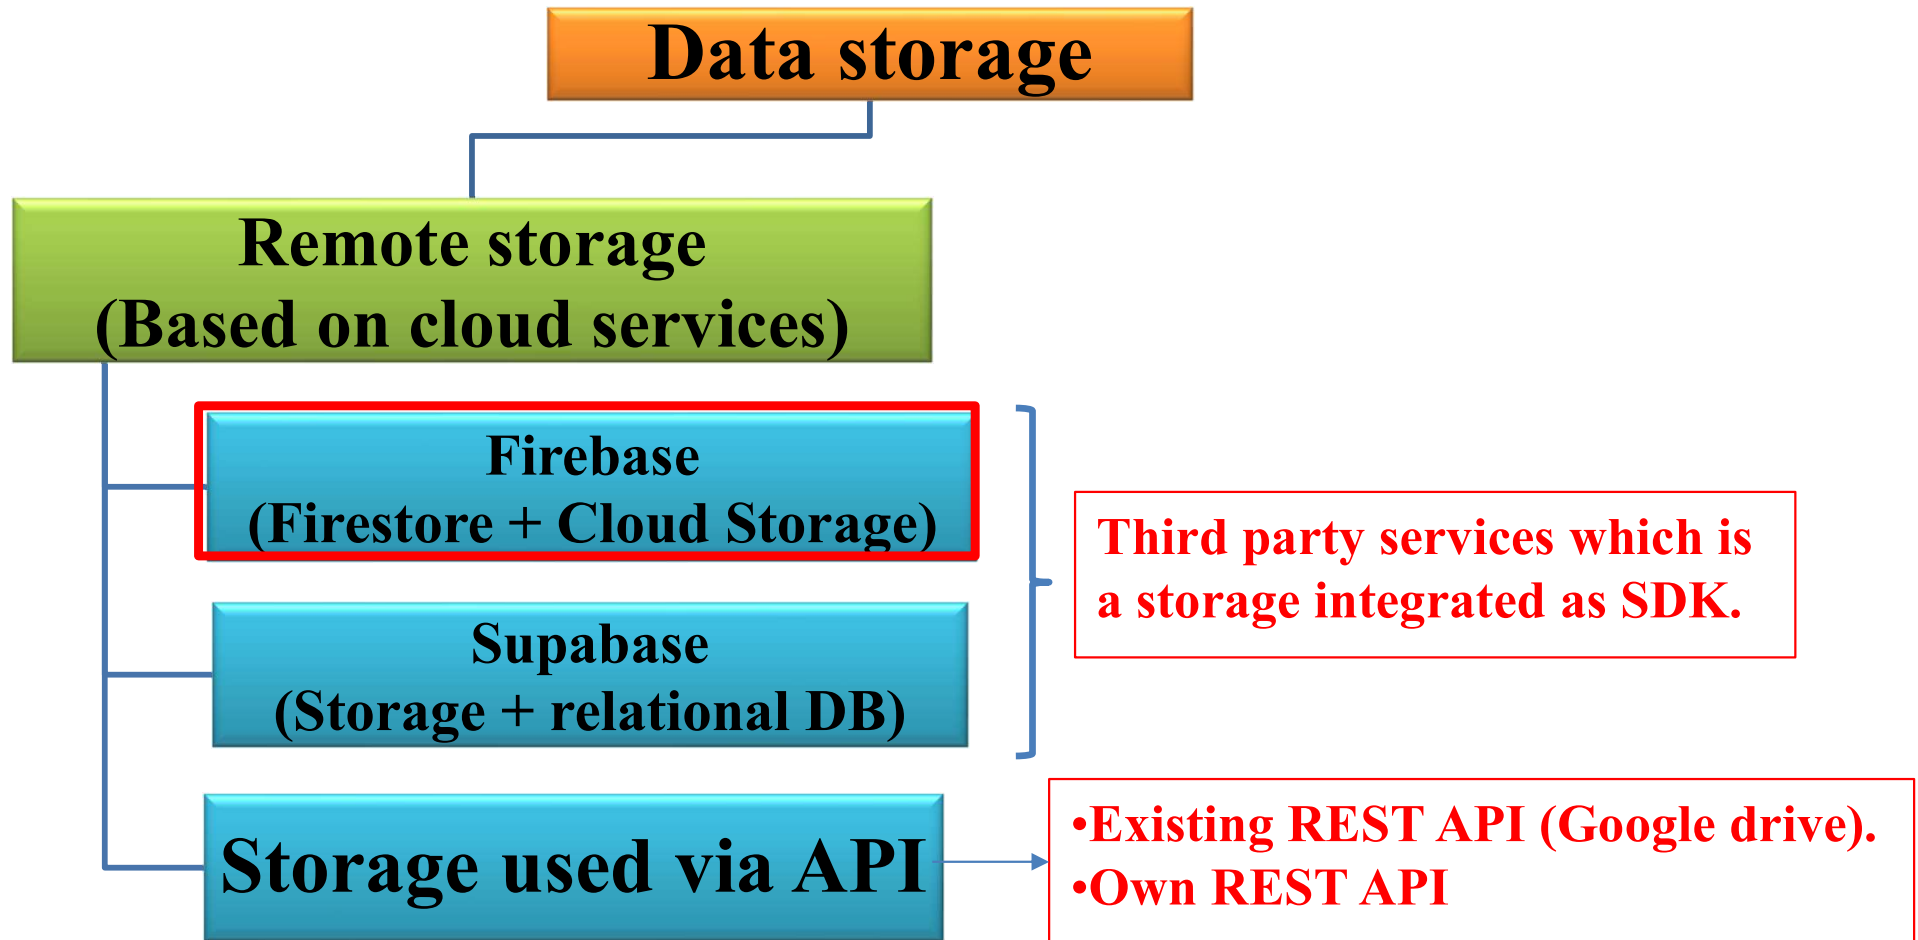 Data storage
Remote storage
(Based on cloud services)
Firebase
(Firestore + Cloud Storage)
Third party services which is
a storage integrated as SDK.
Supabase
(Storage + relational DB)
Storage used via API
•Existing REST API (Google drive).
•Own REST API